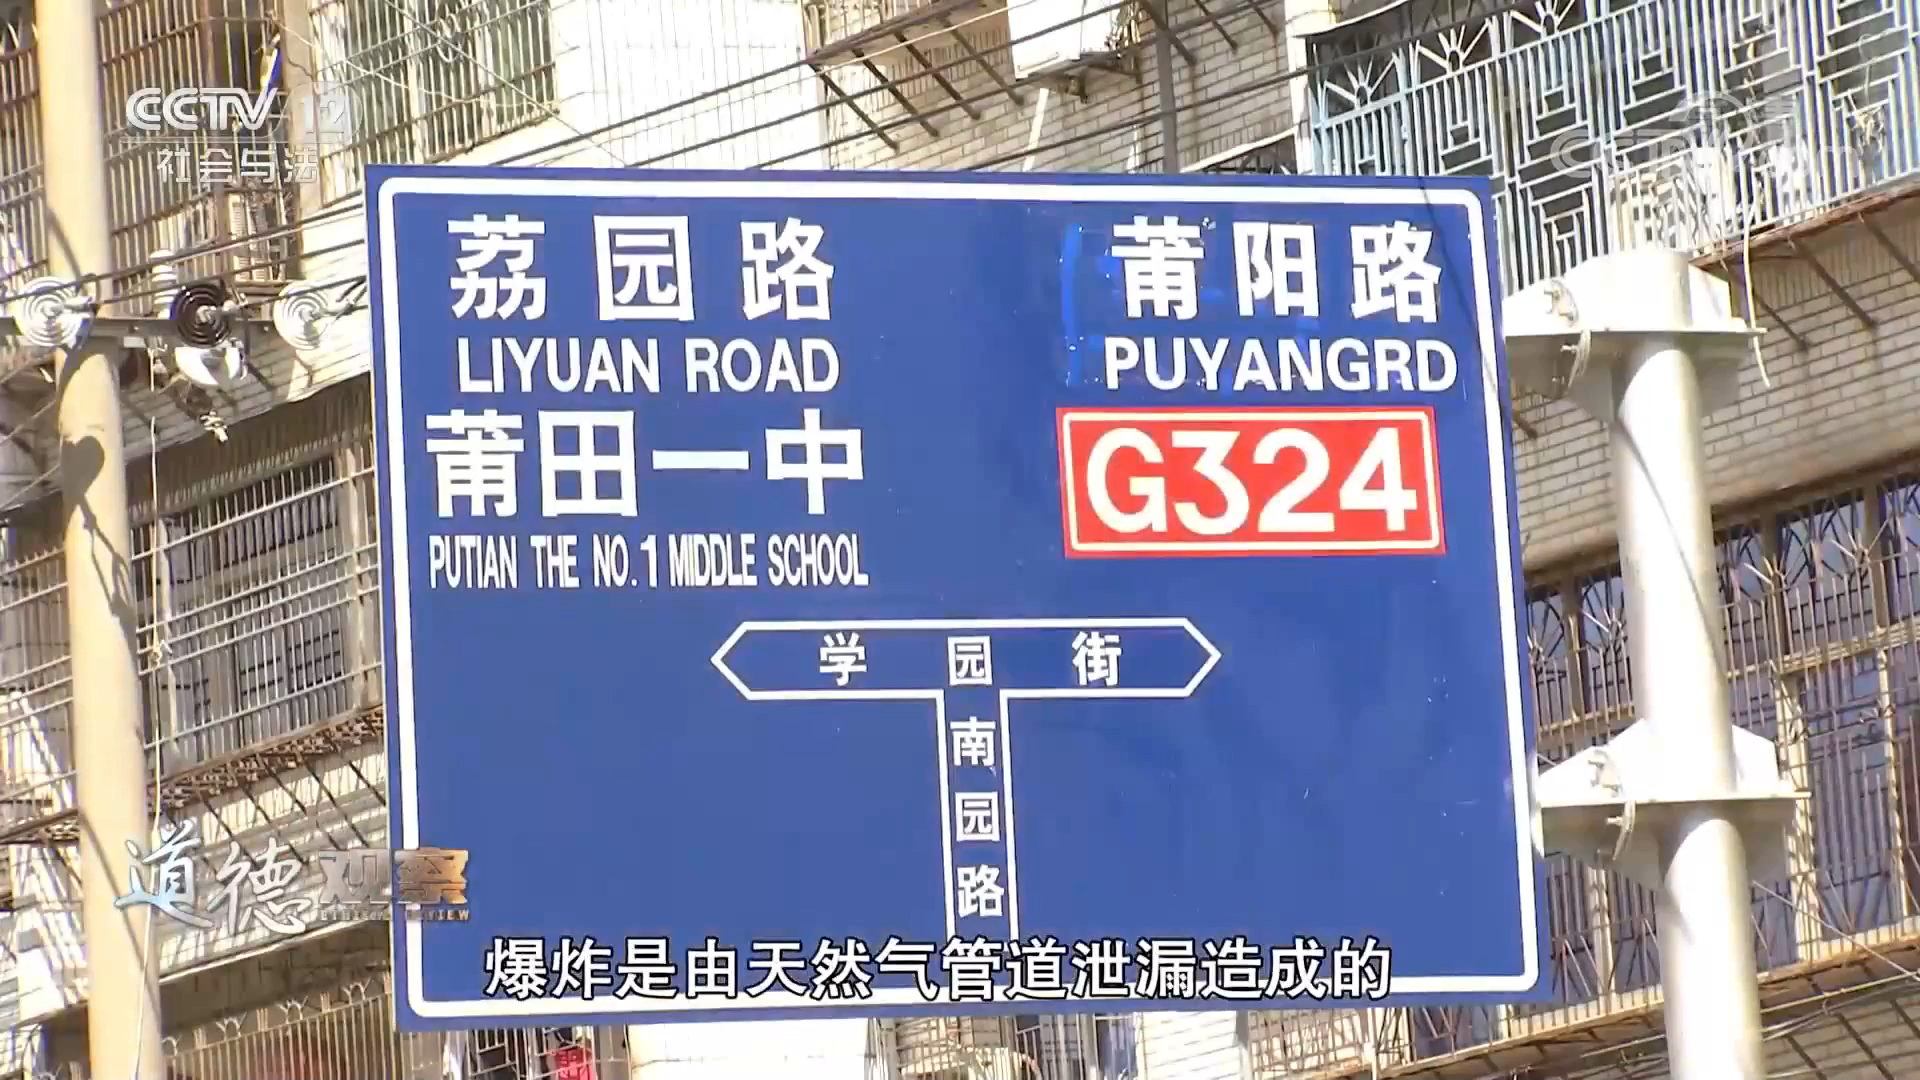 CCTV-12
社会与法
荔园路
LIYUAN ROAD
莆田一中
PUTIAN THE NO.1 MIDDLE SCHOOL
莆阳路
PUYANGRD
G324
学园街
南园路
道德观察
ETHICAL REVIEW
爆炸是由天然气管道泄漏造成的